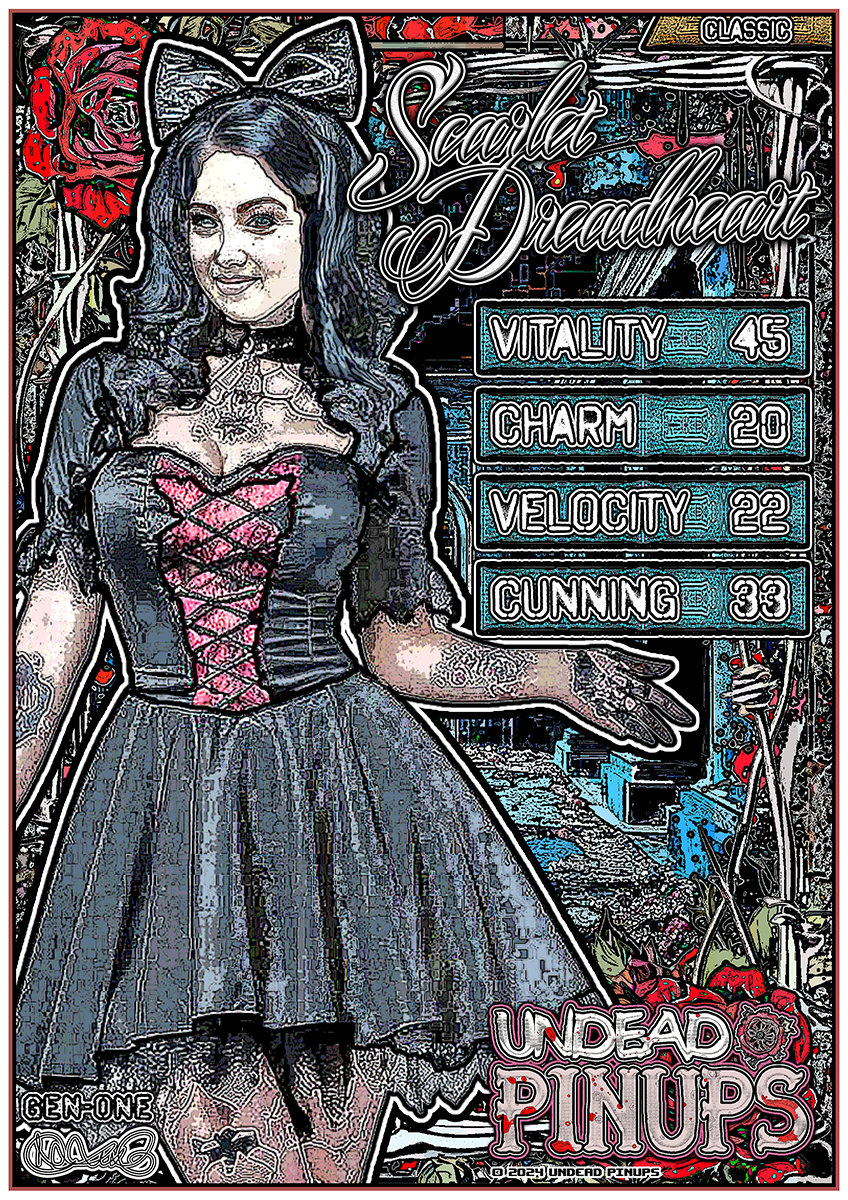 CLASSIC
Scarlet
Dreadheart
VITALITY 45
CHARM 20
VELOCITY 22
CUNNING 33
UNDEAD
PINUPS
GEN-ONE
© 2024 UNDEAD PINUPS